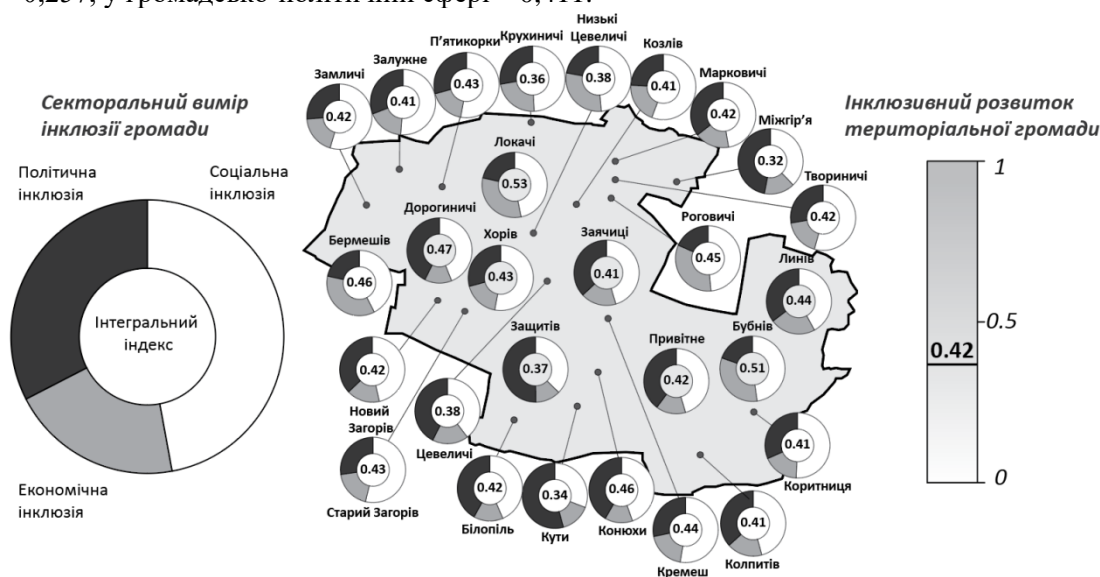 0,257, у громадсько-політичній сфері – 0,411.
Секторальний вимір
інклюзії громади
Політична
інклюзія
Соціальна
інклюзія
Інтегральний
індекс
Економічна
інклюзія
Замличі
0.42
Залужне
0.41
П'ятикорки
0.43
Крухиничі
0.36
Низькі
Цевеличі
0.38
Козлів
0.41
Марковичі
0.42
Міжгір'я
0.32
Твориничі
0.42
Локачі
0.53
Дорогиничі
0.47
Хорів
0.43
Заячиці
0.41
Роговичі
0.45
Бермешів
0.46
Линів
0.44
Защитів
0.37
Привітне
0.42
Бубнів
0.51
0.42
Новий
Загорів
0.38
Цевеличі
0.43
Старий Загорів
0.42
Білопіль
0.34
Кути
0.46
Конюхи
0.44
Кремеш
0.41
Колпитів
0.41
Коритниця
Інклюзивний розвиток
територіальної громади
1
0.5
0.42
0